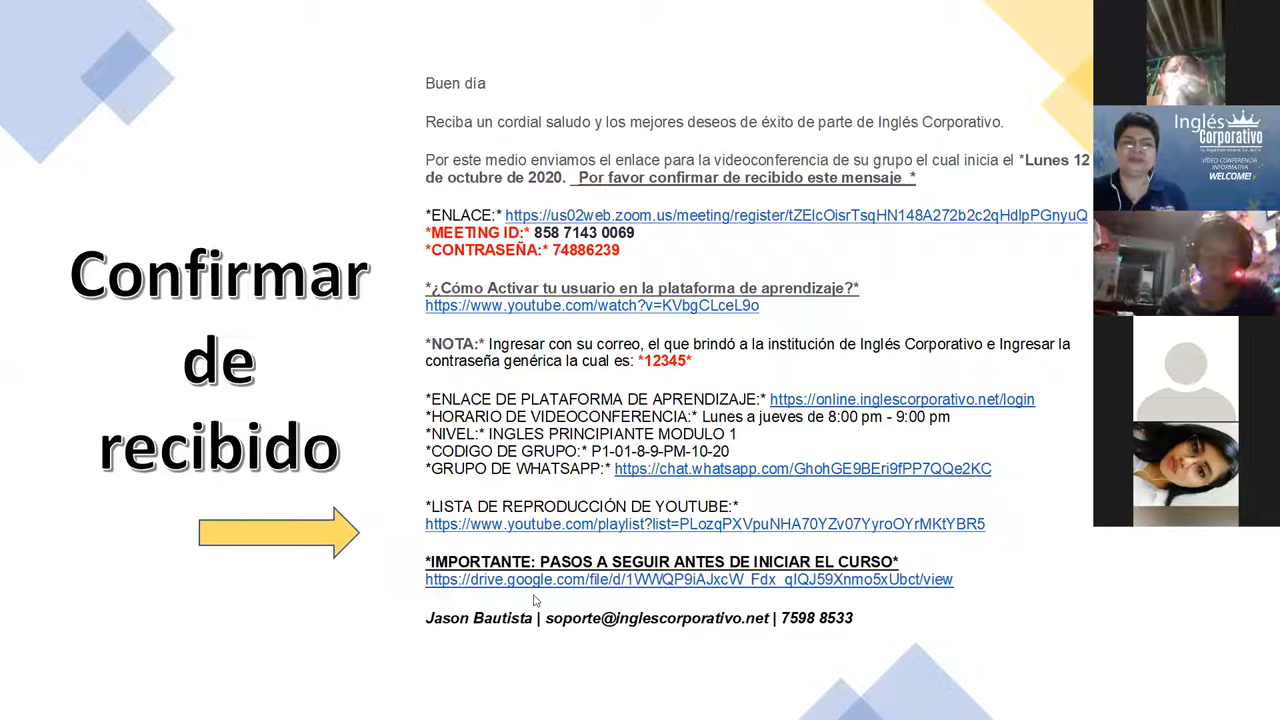 Confirmar
de
recibido
Buen día
Reciba un cordial saludo y los mejores deseos de éxito de parte de Inglés Corporativo.
Por este medio enviamos el enlace para la videoconferencia de su grupo el cual inicia el *Lunes 12
de octubre de 2020. _Por favor confirmar de recibido este mensaje_*
*ENLACE:* https://us02web.zoom.us/meeting/register/tZEIcOisrTsqHN148A272b2c2qHdlpPGnyuQ
*MEETING ID:* 858 7143 0069
*CONTRASEÑA:* 74886239
*¿Cómo Activar tu usuario en la plataforma de aprendizaje?*
https://www.youtube.com/watch?v=KVbgCLceL9o
*NOTA:* Ingresar con su correo, el que brindó a la institución de Inglés Corporativo e Ingresar la
contraseña genérica la cual es: *12345*
*ENLACE DE PLATAFORMA DE APRENDIZAJE:* https://online.inglescorporativo.net/login
*HORARIO DE VIDEOCONFERENCIA:* Lunes a jueves de 8:00 pm - 9:00 pm
*NIVEL:* INGLES PRINCIPIANTE MODULO 1
*CODIGO DE GRUPO:* P1-01-8-9-PM-10-20
*GRUPO DE WHATSAPP:* https://chat.whatsapp.com/GhohGE9BEri9fPP7QQe2KC
*LISTA DE REPRODUCCIÓN DE YOUTUBE:*
https://www.youtube.com/playlist?list=PLozqPXVpuNHA70YZv07YyroOYrMKtYBR5
*IMPORTANTE: PASOS A SEGUIR ANTES DE INICIAR EL CURSO*
https://drive.google.com/file/d/1WWQP9iAJxcW_Fdx_qIQJ59Xnmo5xUbct/view
Jason Bautista | soporte@inglescorporativo.net | 7598 8533
Inglés
Corporativo
VÍDEO CONFERENCIA
INFORMATIVA
WELCOME!